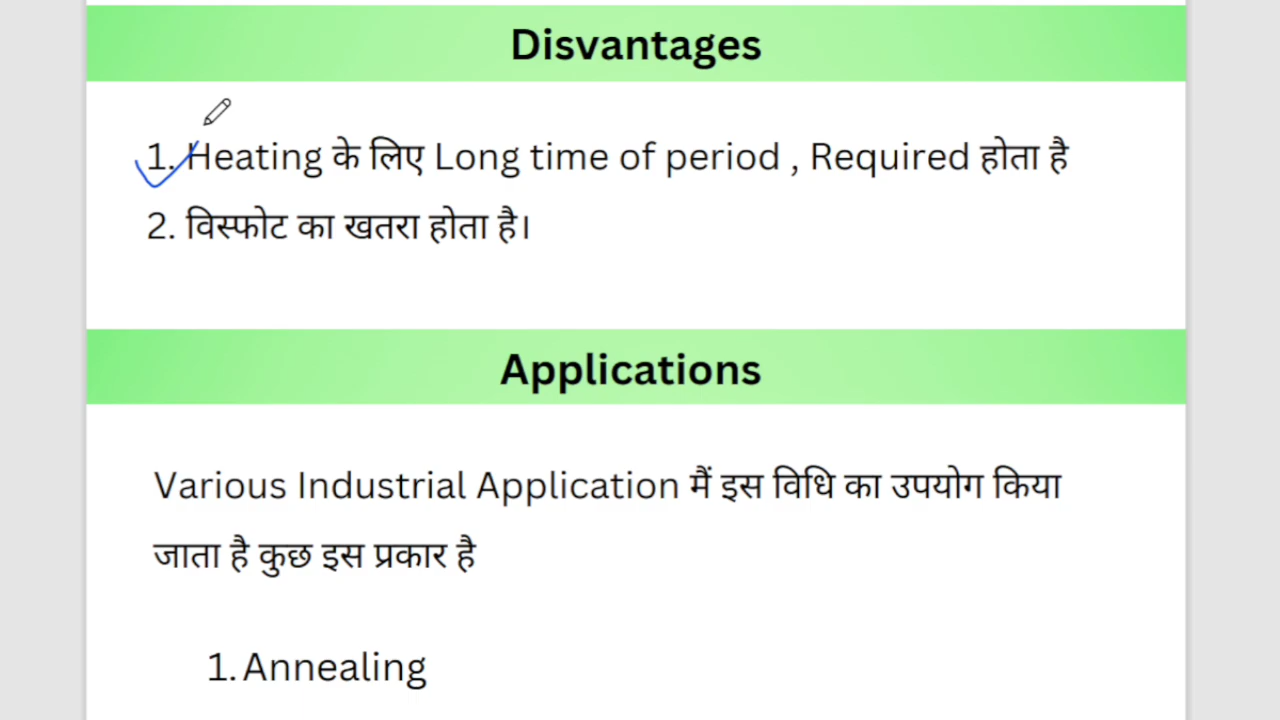 Disvantages
1. Heating के लिए Long time of period , Required होता है
2. विस्फोट का खतरा होता है।
Applications
Various Industrial Application मैं इस विधि का उपयोग किया
जाता है कुछ इस प्रकार है
1. Annealing